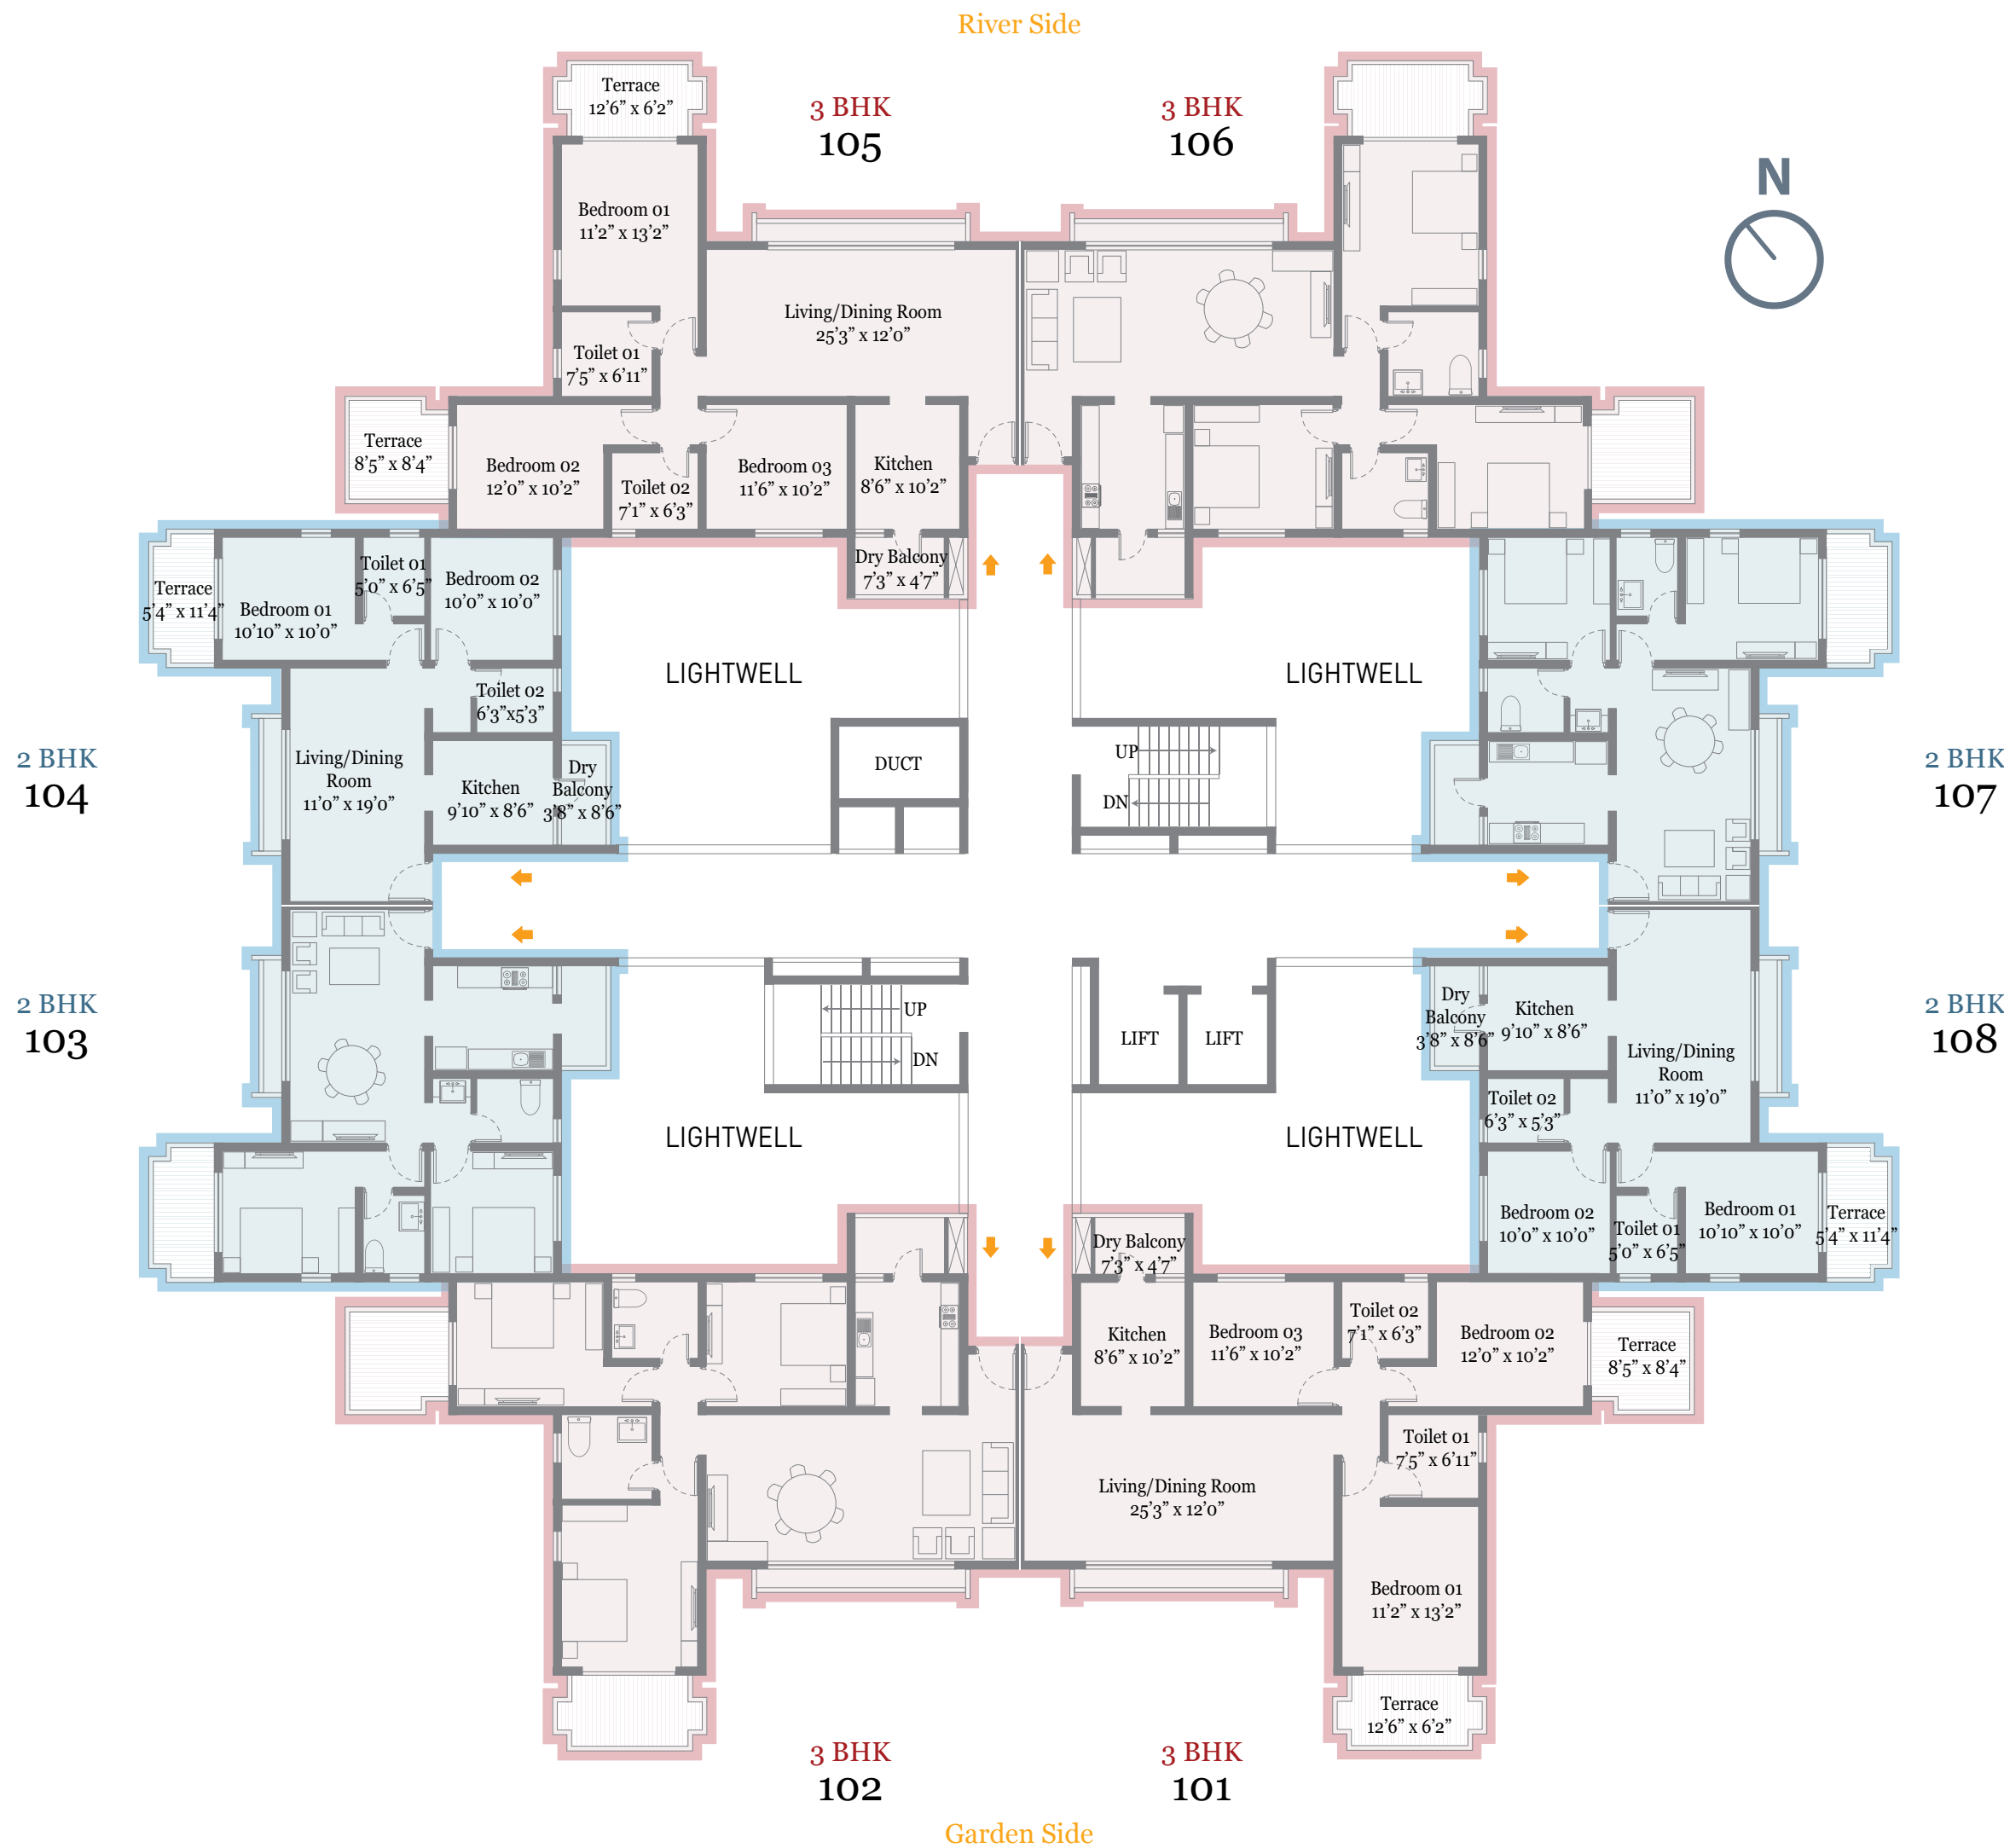 River Side
3 BHK
105
3 BHK
106
N
Terrace
12’6” x 6’2”
Bedroom 01
11’2” x 13’2”
Living/Dining Room
25’3” x 12’0”
Toilet 01
7’5” x 6’11”
Terrace
8’5” x 8’4”
Bedroom 02
12’0” x 10’2”
Toilet 02
7’1” x 6’3”
Bedroom 03
11’6” x 10’2”
Kitchen
8’6” x 10’2”
Dry Balcony
7’3” x 4’7”
Terrace
5’4” x 11’4”
Bedroom 01
10’10” x 10’0”
Toilet 01
5’0” x 6’5”
Bedroom 02
10’0” x 10’0”
Toilet 02
6’3”x5’3”
LIGHTWELL
LIGHTWELL
2 BHK
104
Living/Dining
Room
11’0” x 19’0”
Kitchen
9’10” x 8’6”
Dry
Balcony
3’8” x 8’6”
DUCT
UP
DN
2 BHK
107
2 BHK
103
UP
DN
LIFT
LIFT
Dry
Balcony
3’8” x 8’6”
Kitchen
9’10” x 8’6”
Living/Dining
Room
11’0” x 19’0”
2 BHK
108
LIGHTWELL
LIGHTWELL
Toilet 02
6’3” x 5’3”
Bedroom 02
10’0” x 10’0”
Toilet 01
5’0” x 6’5”
Bedroom 01
10’10” x 10’0”
Terrace
5’4” x 11’4”
Dry Balcony
7’3” x 4’7”
Kitchen
8’6” x 10’2”
Bedroom 03
11’6” x 10’2”
Toilet 02
7’1” x 6’3”
Bedroom 02
12’0” x 10’2”
Terrace
8’5” x 8’4”
Toilet 01
7’5” x 6’11”
Living/Dining Room
25’3” x 12’0”
Bedroom 01
11’2” x 13’2”
Terrace
12’6” x 6’2”
3 BHK
102
3 BHK
101
Garden Side